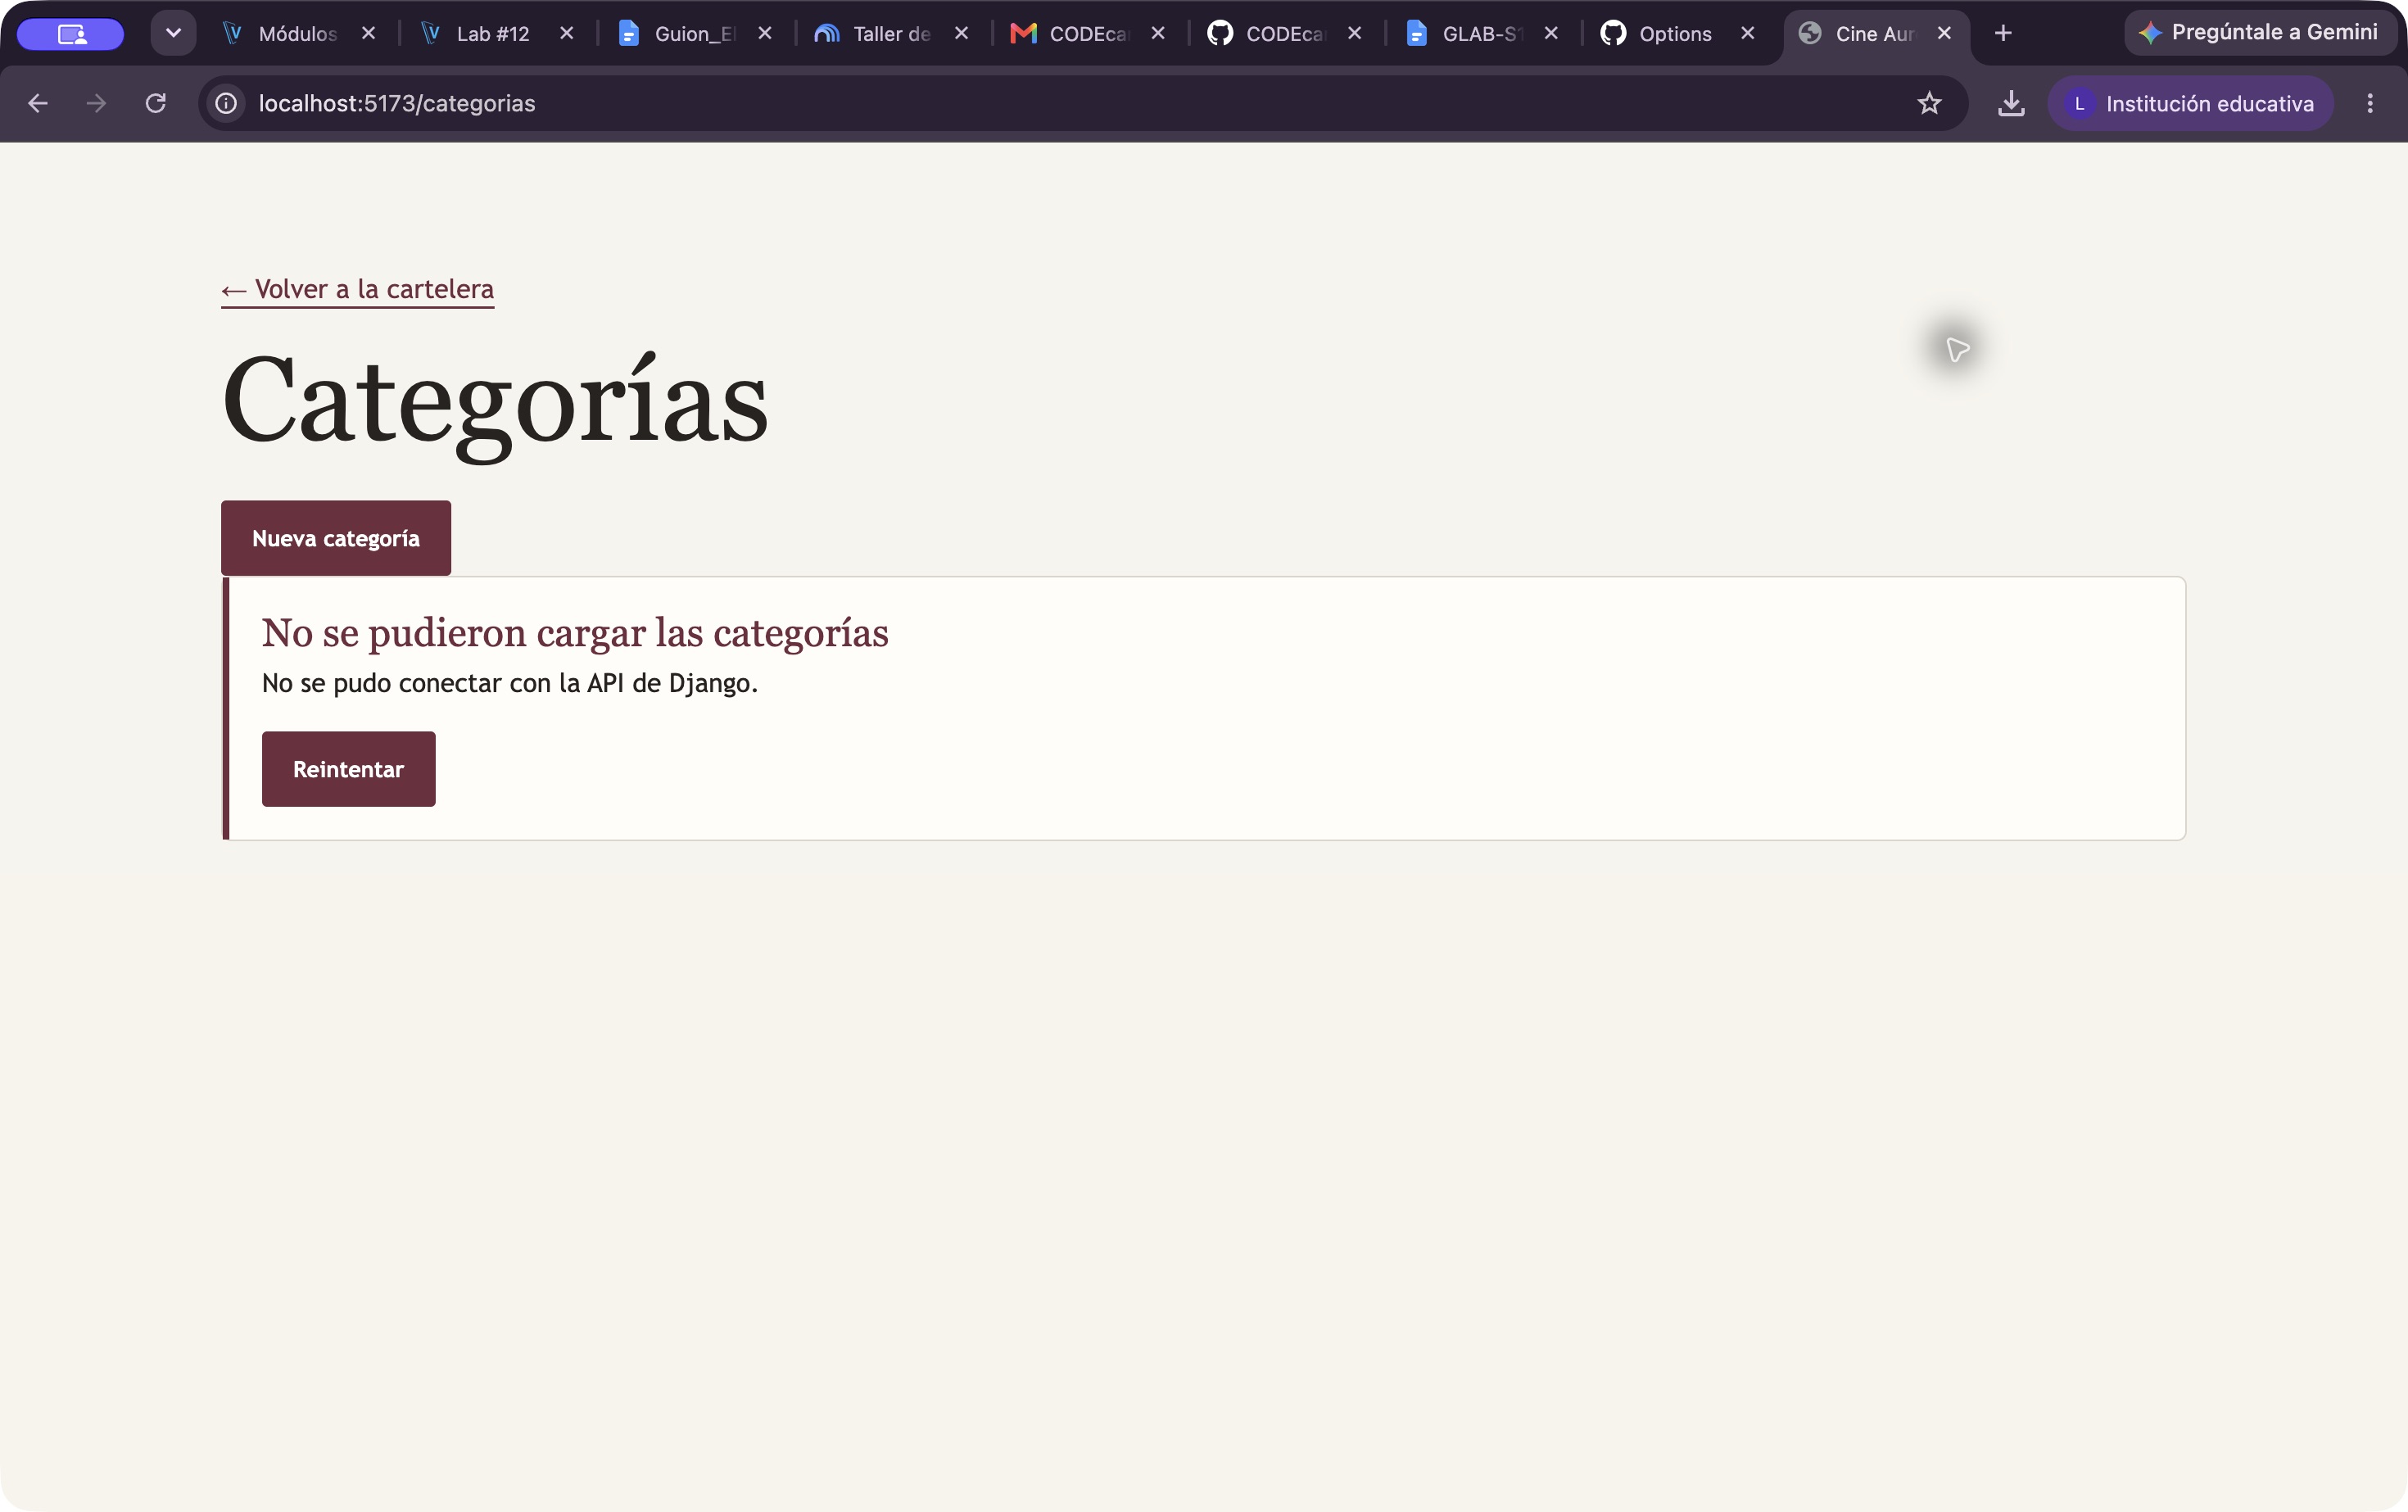 Módulos
Lab #12
Guion_El
Taller de
CODEca
CODEca
GLAB-S1
Options
Cine Aur
Pregúntale a Gemini
localhost:5173/categorias
L
Institución educativa
← Volver a la cartelera
Categorías
Nueva categoría
No se pudieron cargar las categorías
No se pudo conectar con la API de Django.
Reintentar